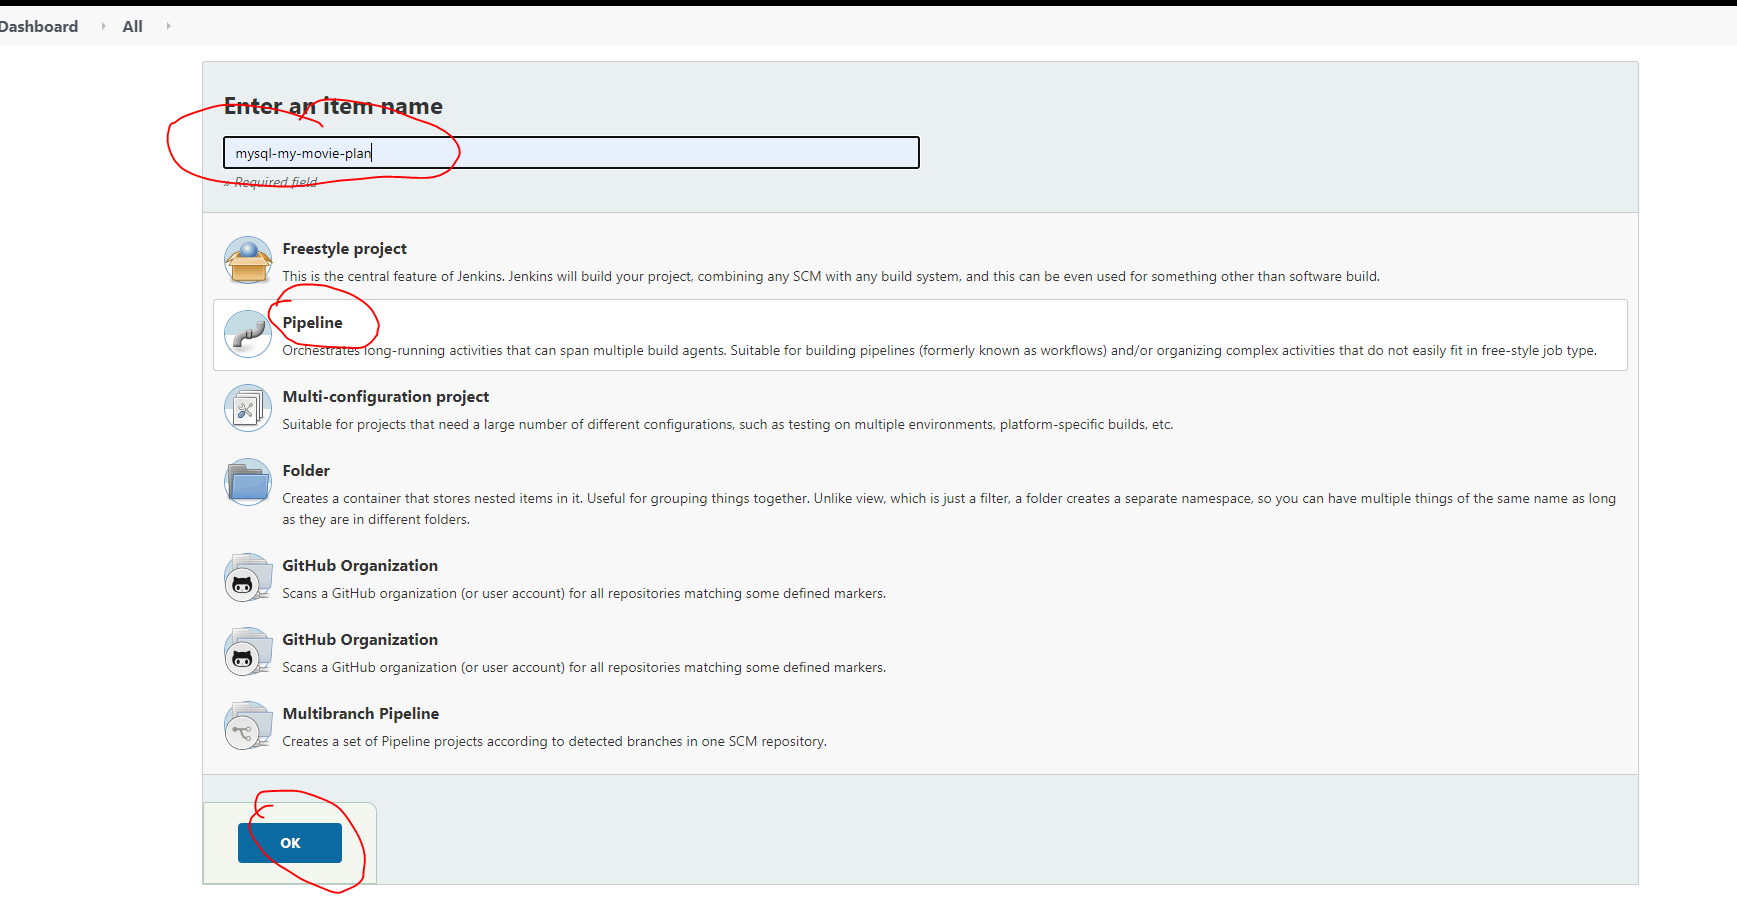 Dashboard
All
Enter an item name
mysql-my-movie-plan
» Required field
Freestyle project
This is the central feature of Jenkins. Jenkins will build your project, combining any SCM with any build system, and this can be even used for something other than software build.
Pipeline
Orchestrates long-running activities that can span multiple build agents. Suitable for building pipelines (formerly known as workflows) and/or organizing complex activities that do not easily fit in free-style job type.
Multi-configuration project
Suitable for projects that need a large number of different configurations, such as testing on multiple environments, platform-specific builds, etc.
Folder
Creates a container that stores nested items in it. Useful for grouping things together. Unlike view, which is just a filter, a folder creates a separate namespace, so you can have multiple things of the same name as long
as they are in different folders.
GitHub Organization
Scans a GitHub organization (or user account) for all repositories matching some defined markers.
GitHub Organization
Scans a GitHub organization (or user account) for all repositories matching some defined markers.
Multibranch Pipeline
Creates a set of Pipeline projects according to detected branches in one SCM repository.
OK